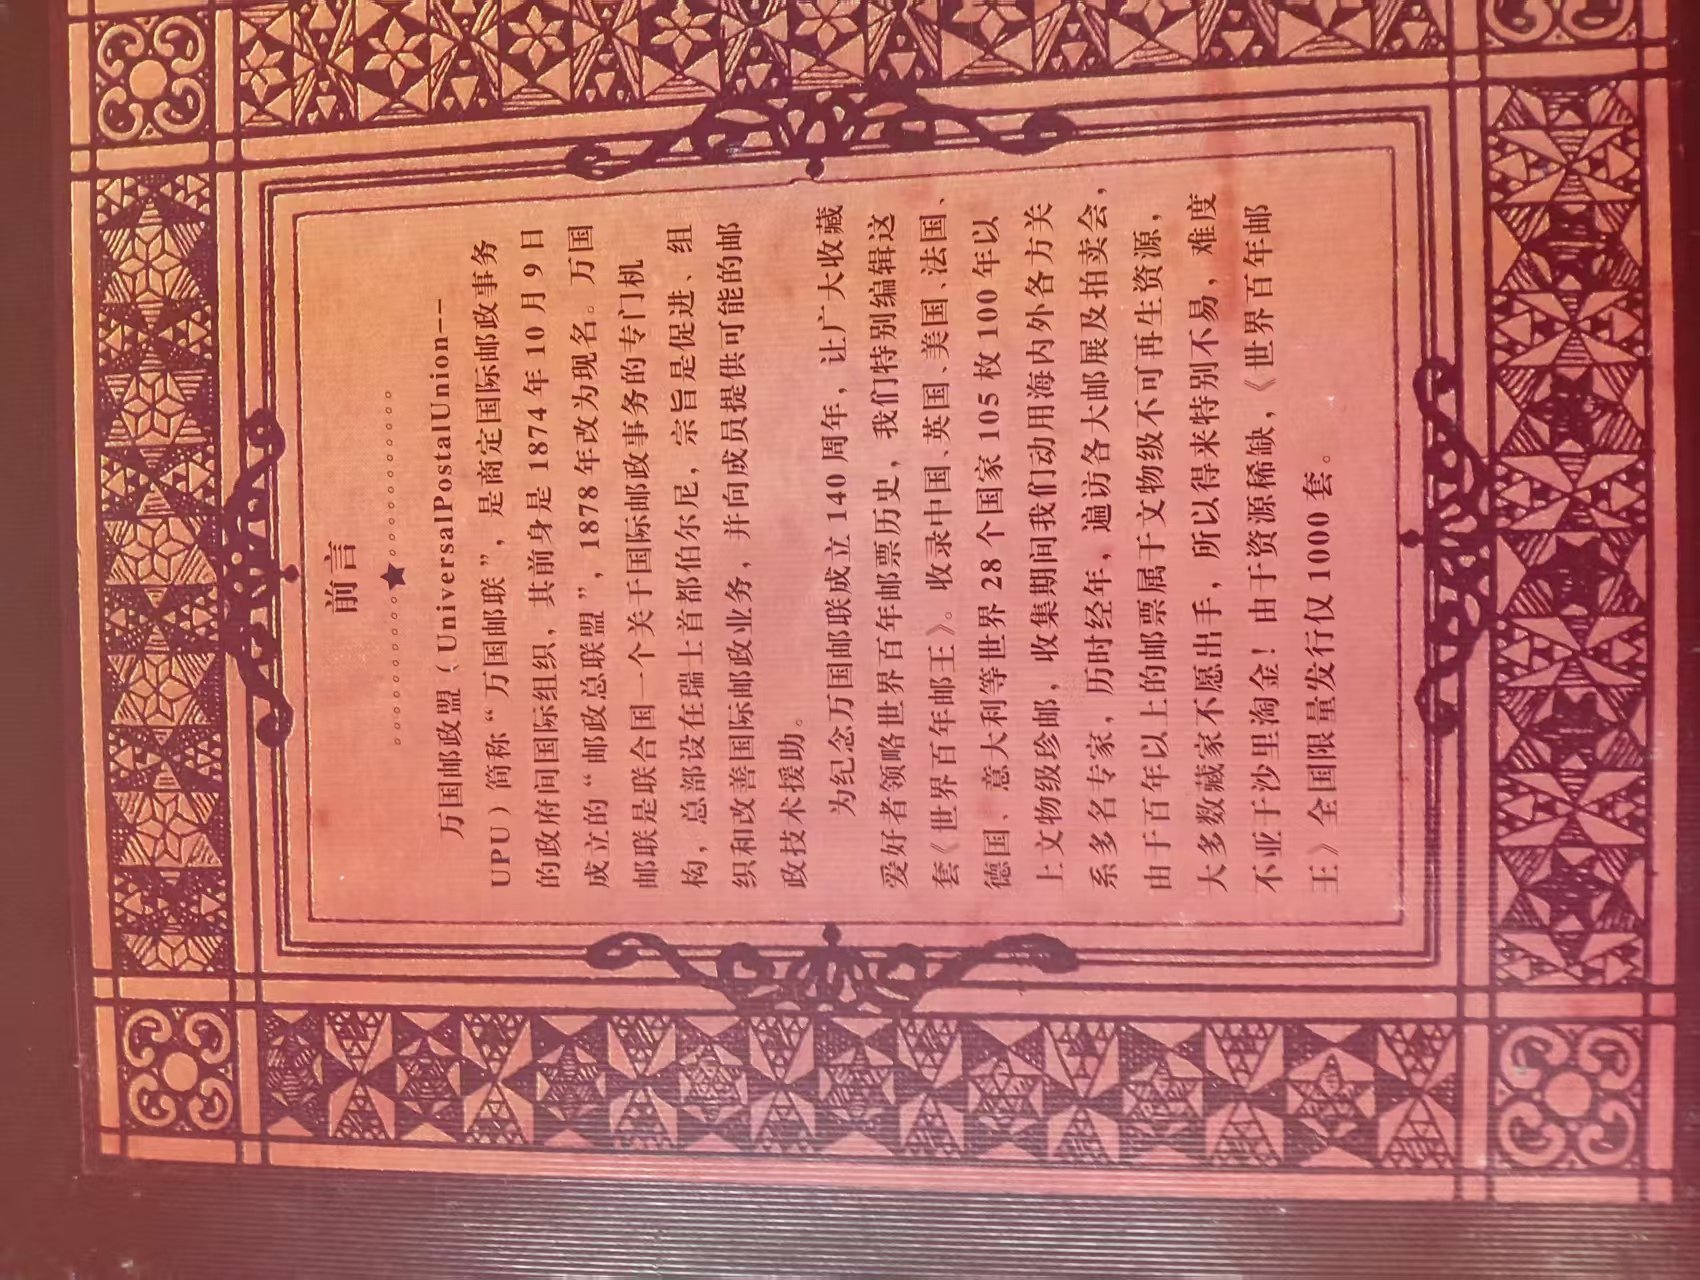 前言
万国邮政盟（UniversalPostalUnion--
UPU）简称“万国邮联”，是商定国际邮政事务
的政府间国际组织，其前身是1874年10月9日
成立的“邮政总联盟”，1878年改为现名。万国
邮联是联合国一个关于国际邮政事务的专门机
构，总部设在瑞士首都伯尔尼，宗旨是促进、组
织和改善国际邮政业务，并向成员提供可能的邮
政技术援助。
为纪念万国邮联成立140周年，让广大收藏
爱好者领略世界百年邮票历史，我们特别编辑这
套《世界百年邮王》。收录中国、英国、美国、法国、
德国、意大利等世界28个国家105枚100年以
上文物级珍邮，收集期间我们动用海内外各方关
系多名专家，历时经年，遍访各大邮展及拍卖会，
由于百年以上的邮票属于文物级不可再生资源，
大多数藏家不愿出手，所以得来特别不易，难度
不亚于沙里淘金！由于资源稀缺，《世界百年邮
王》全国限量发行仅1000套。